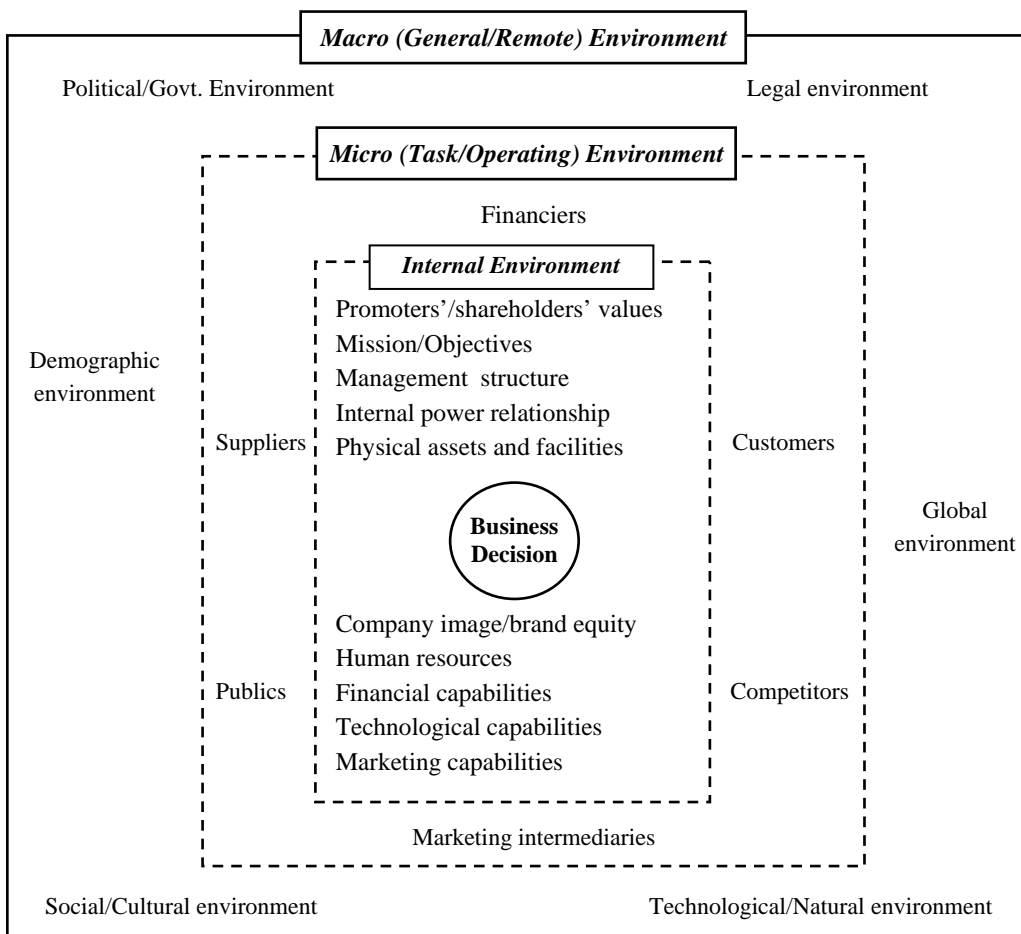 Macro (General/Remote) Environment
Political/Govt. Environment
Legal environment
Micro (Task/Operating) Environment
Financiers
Internal Environment
Promoters’/shareholders’ values
Mission/Objectives
Management structure
Internal power relationship
Physical assets and facilities
Demographic
environment
Suppliers
Customers
Business
Decision
Global
environment
Company image/brand equity
Human resources
Financial capabilities
Technological capabilities
Marketing capabilities
Publics
Competitors
Marketing intermediaries
Social/Cultural environment
Technological/Natural environment